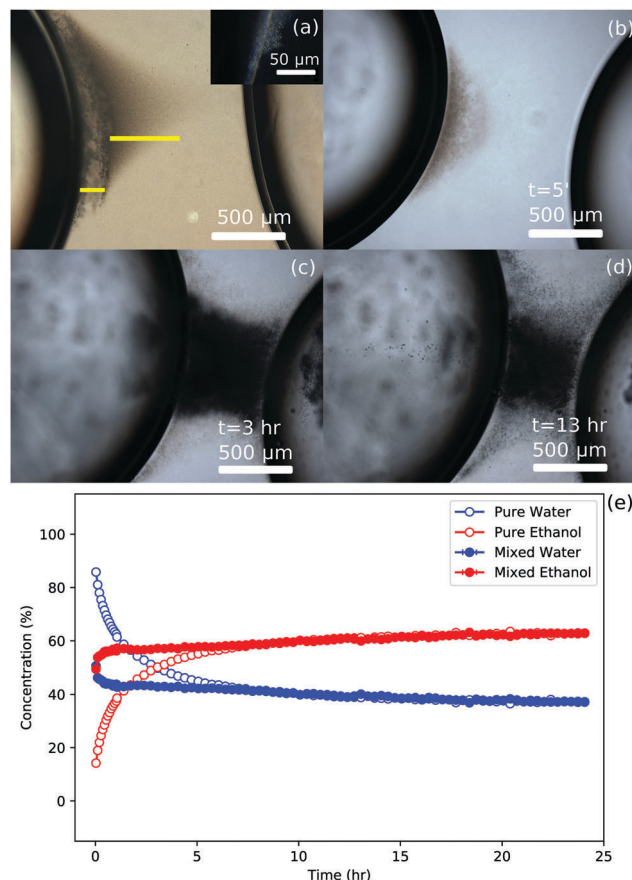 (a)
50 µm
500 µm
(b)
t=5'
500 µm
(c)
t=3 hr
500 µm
(d)
t=13 hr
500 µm
(e)
Pure Water
Pure Ethanol
Mixed Water
Mixed Ethanol
100
80
60
40
20
0
Concentration (%)
0 5 10 15 20 25
Time (hr)